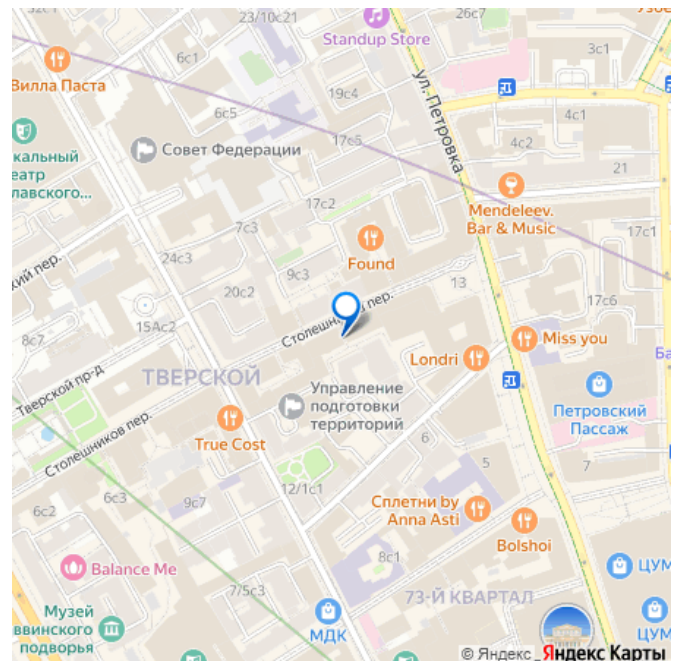 23/10с21
26с7
Standup Store
3с1
Вилла Паста
6с1
19с4
6с5
ул. Петровка
4с1
17с5
4с2
Совет Федерации
21
кальный
еатр
лавского...
17с2
Mendeleev.
Bar & Music
7с3
17с1
Found
24с3
9с3
кий пер.
20с2
13
17с6
15Ас2
Столешников пер.
8с7
Miss you
Londri
Ба
Тверской пр-д
ТВЕРСКОЙ
Управление
подготовки
территорий
Петровский
Пассаж
Столешников пер.
True Cost
6
5
7
12/1с1
6с3
9с7
6с2
Сплетни by
Anna Asti
Bolshoi
8с1
Balance Me
ЦУМ
7/5с3
73-Й КВАРТАЛ
Музей
ввинского
подворья
МДК
ЦУМ
© Яндекс
Яндекс Карты